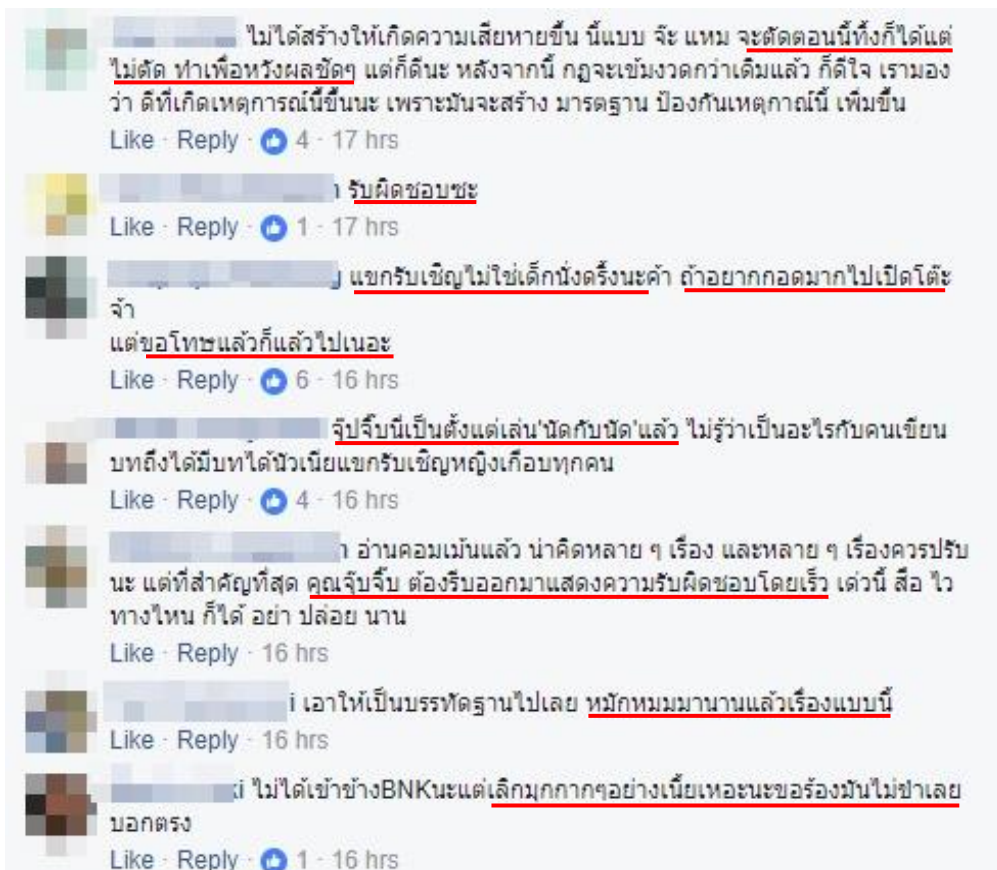 ไม่ได้สร้างให้เกิดความเสียหายขึ้น นี่แบบ จ๊ะ แหม จะตัดตอนนี้ทิ้งก็ได้แต่
ไม่ตัด ทำเพื่อหวังผลชัดๆ แต่ก็ดีนะ หลังจากนี้ กฎจะเข้มงวดกว่าเดิมแล้ว ก็ดีใจ เรามอง
ว่า ดีที่เกิดเหตุการณ์นี้ขึ้นนะ เพราะมันจะสร้าง มารตฐาน ป้องกันเหตุกาณ์นี้ เพิ่มขึ้น
Like · Reply · 4 · 17 hrs
รับผิดชอบซะ
Like · Reply · 1 · 17 hrs
แขกรับเชิญไม่ใช่เด็กนั่งดริ้งนะค้า ถ้าอยากกอดมากไปเปิดโต๊ะ
จ้า
แต่ขอโทษแล้วก็แล้วไปเนอะ
Like · Reply · 6 · 16 hrs
จุ๊ปจิ๊บนี่เป็นตั้งแต่เล่น'นัดกับนัด'แล้ว ไม่รู้ว่าเป็นอะไรกับคนเขียน
บทถึงได้มีบทได้นัวเนียแขกรับเชิญหญิงเกือบทุกคน
Like · Reply · 4 · 16 hrs
อ่านคอมเม้นแล้ว น่าคิดหลาย ๆ เรื่อง และหลาย ๆ เรื่องควรปรับ
นะ แต่ที่สำคัญที่สุด คุณจุ๊บจิ๊บ ต้องรีบออกมาแสดงความรับผิดชอบโดยเร็ว เด่วนี้ สื่อ ไว
ทางไหน ก็ได้ อย่า ปล่อย นาน
Like · Reply · 16 hrs
i เอาให้เป็นบรรทัดฐานไปเลย หมักหมมมานานแล้วเรื่องแบบนี้
Like · Reply · 16 hrs
ki ไม่ได้เข้าข้างBNKนะแต่เลิกมุกกากๆอย่างเนี้ยเหอะนะขอร้องมันไม่ขำเลย
บอกตรง
Like · Reply · 1 · 16 hrs